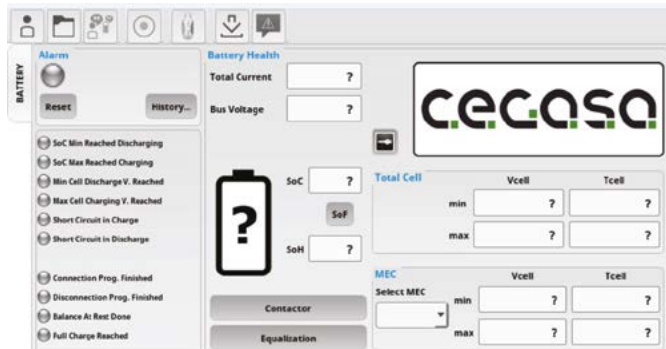 BATTERY
Alarm
Reset
History...
SoC Min Reached Discharging
SoC Max Reached Charging
Min Cell Discharge V. Reached
Max Cell Charging V. Reached
Short Circuit in Charge
Short Circuit in Discharge
Connection Prog. Finished
Disconnection Prog. Finished
Balance At Rest Done
Full Charge Reached
Battery Health
Total Current ?
Bus Voltage ?
cegasa
?
SoC ?
SoF
SoH ?
Contactor
Equalization
Total Cell
Vcell Tcell
min ? ?
max ? ?
MEC
Vcell Tcell
Select MEC
min ? ?
max ? ?